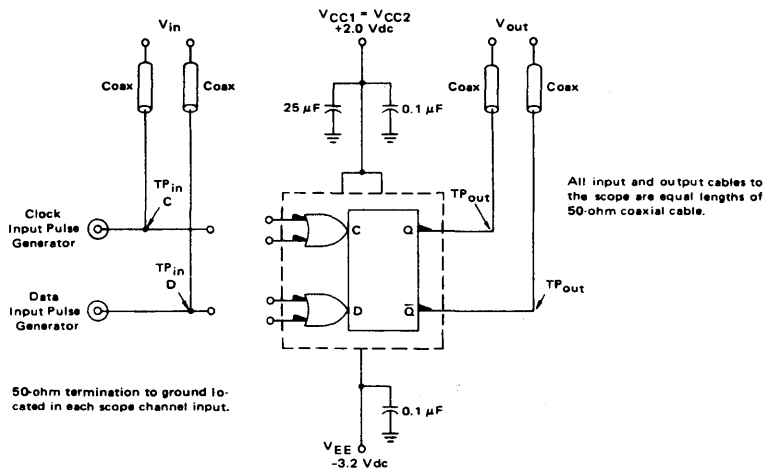 Vin
VCC1 = VCC2
+2.0 Vdc
Vout
Coax
Coax
25 µF
0.1 µF
Coax
Coax
All input and output cables to
the scope are equal lengths of
50-ohm coaxial cable.
TPin
C
TPout
Clock
Input Pulse
Generator
C
Q
TPin
D
Data
Input Pulse
Generator
D
Q̅
TPout
50-ohm termination to ground lo-
cated in each scope channel input.
0.1 µF
VEE
-3.2 Vdc